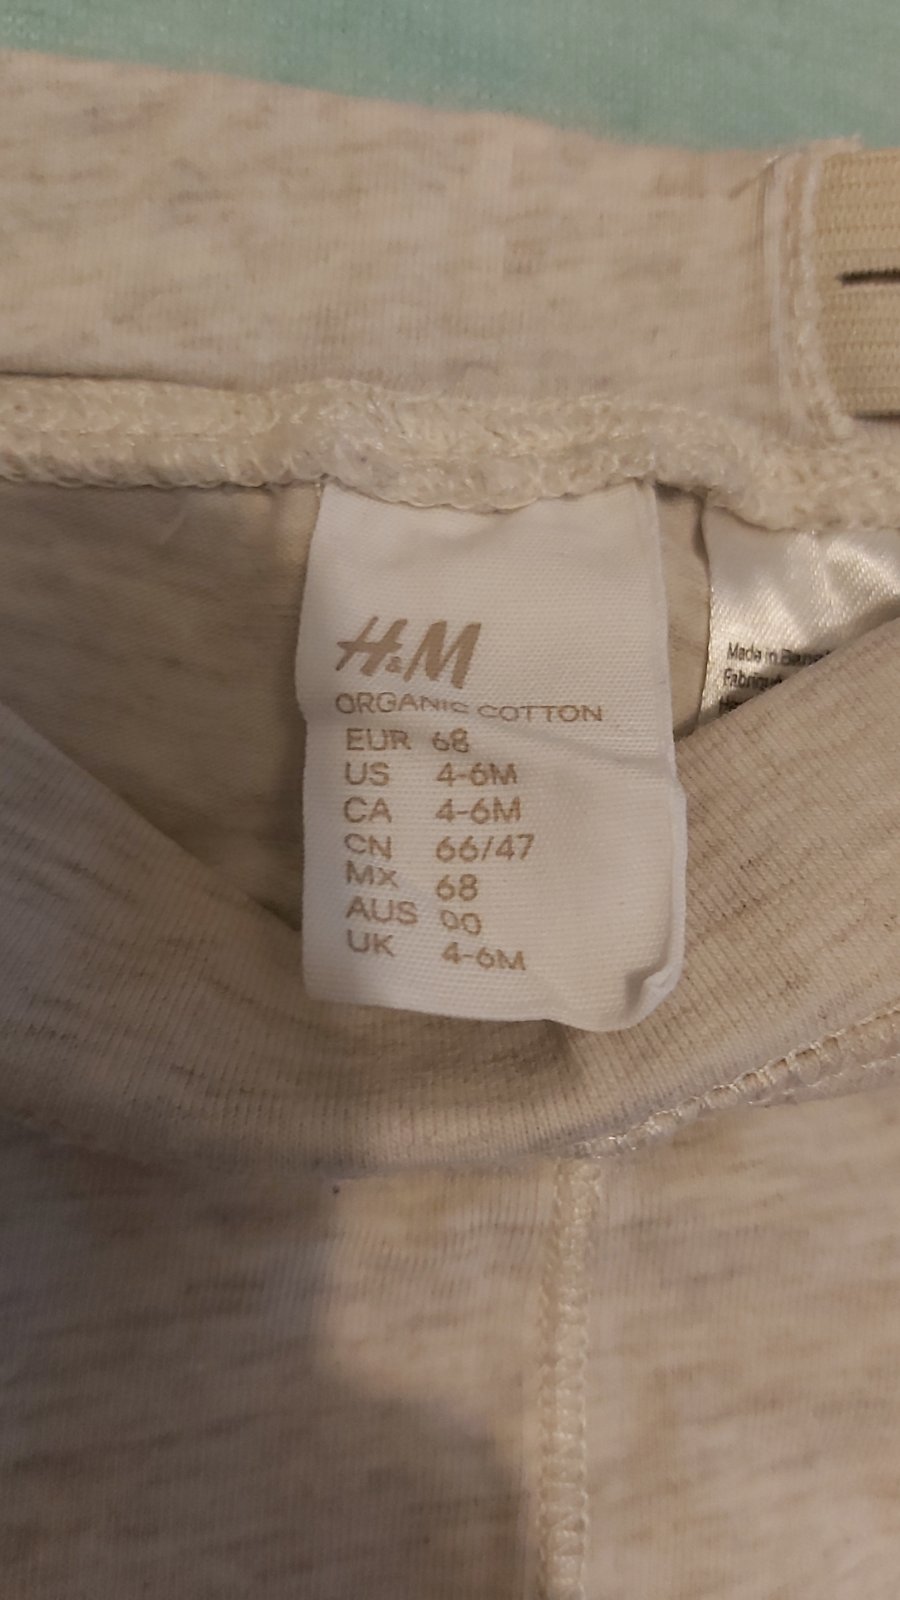 H&M
ORGANIC COTTON
EUR 68
US 4-6M
CA 4-6M
CN 66/47
MX 68
AUS 00
UK 4-6M
Made in